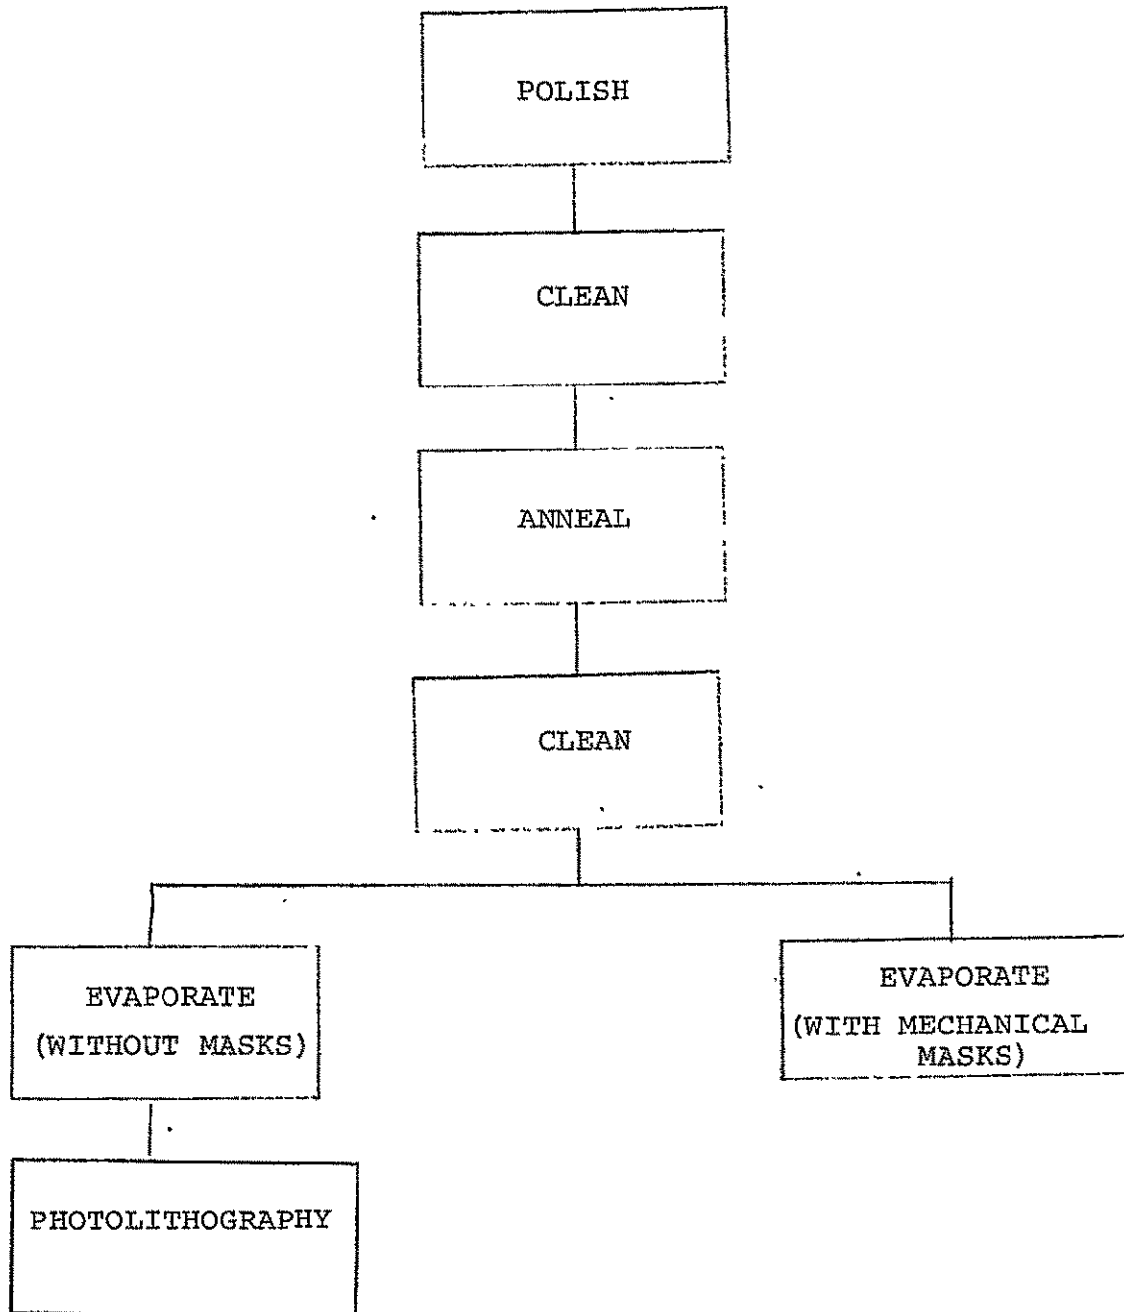 POLISH
CLEAN
ANNEAL
CLEAN
EVAPORATE
(WITHOUT MASKS)
EVAPORATE
(WITH MECHANICAL
MASKS)
PHOTOLITHOGRAPHY